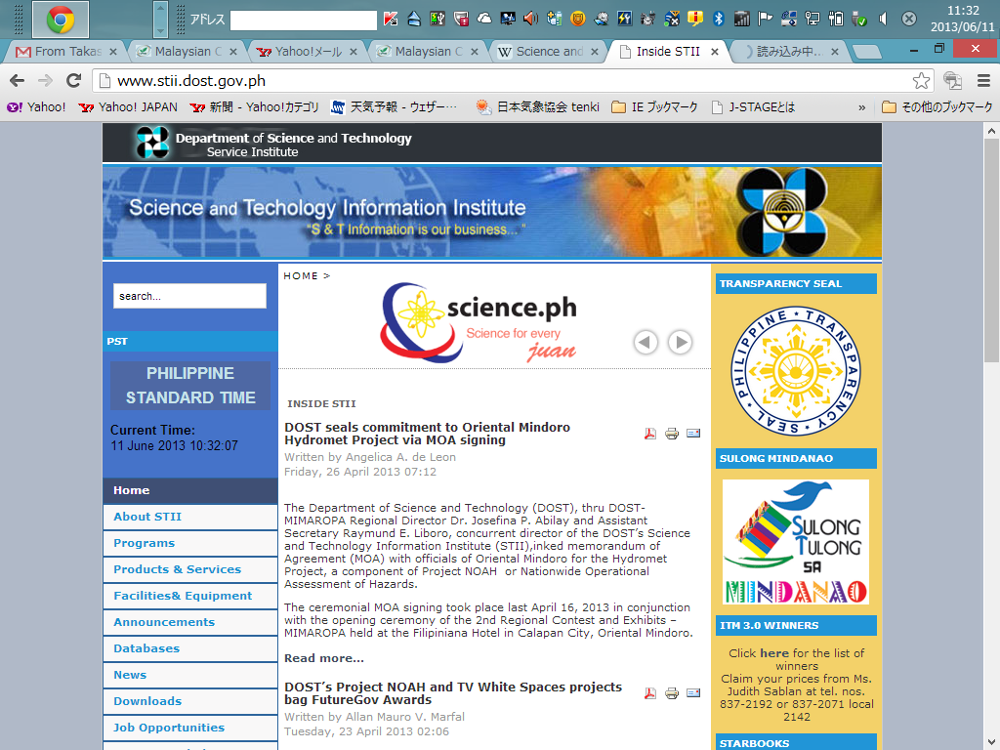 アドレス
11:32
2013/06/11
From Takas
Malaysian C
Yahoo!メール
Malaysian C
Science and
Inside STII
読み込み中..
www.stii.dost.gov.ph
Yahoo!
Yahoo! JAPAN
新聞 - Yahoo!カテゴリ
天気予報 - ウェザー…
日本気象協会 tenki
IE ブックマーク
J-STAGEとは
»
その他のブックマーク
Department of Science and Technology
Service Institute
Science and Techology Information Institute
"S & T Information is our business... "
search...
PST
PHILIPPINE
STANDARD TIME
Current Time:
11 June 2013 10:32:07
Home
About STII
Programs
Products & Services
Facilities& Equipment
Announcements
Databases
News
Downloads
Job Opportunities
HOME >
science.ph
Science for every
juan
INSIDE STII
DOST seals commitment to Oriental Mindoro
Hydromet Project via MOA signing
Written by Angelica A. de Leon
Friday, 26 April 2013 07:12
The Department of Science and Technology (DOST), thru DOST-
MIMAROPA Regional Director Dr. Josefina P. Abilay and Assistant
Secretary Raymund E. Liboro, concurrent director of the DOST's Science
and Technology Information Institute (STII),inked memorandum of
Agreement (MOA) with officials of Oriental Mindoro for the Hydromet
Project, a component of Project NOAH  or Nationwide Operational
Assessment of Hazards.
The ceremonial MOA signing took place last April 16, 2013 in conjunction
with the opening ceremony of the 2nd Regional Contest and Exhibits –
MIMAROPA held at the Filipiniana Hotel in Calapan City, Oriental Mindoro.
Read more...
DOST's Project NOAH and TV White Spaces projects
bag FutureGov Awards
Written by Allan Mauro V. Marfal
Tuesday, 23 April 2013 02:06
TRANSPARENCY SEAL
PHILIPPINE TRANSPARENCY SEAL
SULONG MINDANAO
SULONG
TULONG
SA
MINDANAO
ITM 3.0 WINNERS
Click here for the list of
winners
Claim your prices from Ms.
Judith Sablan at tel. nos.
837-2192 or 837-2071 local
2142
STARBOOKS